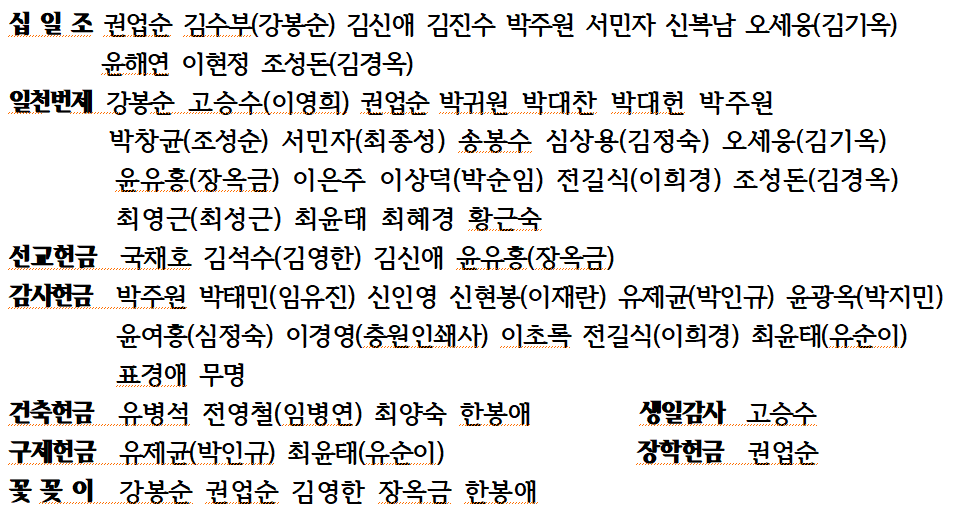 십 일 조 권업순 김수부(강봉순) 김신애 김진수 박주원 서민자 신복남 오세웅(김기옥)
윤해연 이현정 조성돈(김경옥)
일천번제 강봉순 고승수(이영희) 권업순 박귀원 박대찬 박대헌 박주원
박창균(조성순) 서민자(최종성) 송봉수 심상용(김정숙) 오세웅(김기옥)
윤유홍(장옥금) 이은주 이상덕(박순임) 전길식(이희경) 조성돈(김경옥)
최영근(최성근) 최윤태 최혜경 황근숙
선교헌금 국채호 김석수(김영한) 김신애 윤유홍(장옥금)
감사헌금 박주원 박태민(임유진) 신인영 신현봉(이재란) 유제균(박인규) 윤광옥(박지민)
윤여홍(심정숙) 이경영(충원인쇄사) 이초록 전길식(이희경) 최윤태(유순이)
표경애 무명
건축헌금 유병석 전영철(임병연) 최양숙 한봉애 생일감사 고승수
구제헌금 유제균(박인규) 최윤태(유순이) 장학헌금 권업순
꽃 꽂 이 강봉순 권업순 김영한 장옥금 한봉애